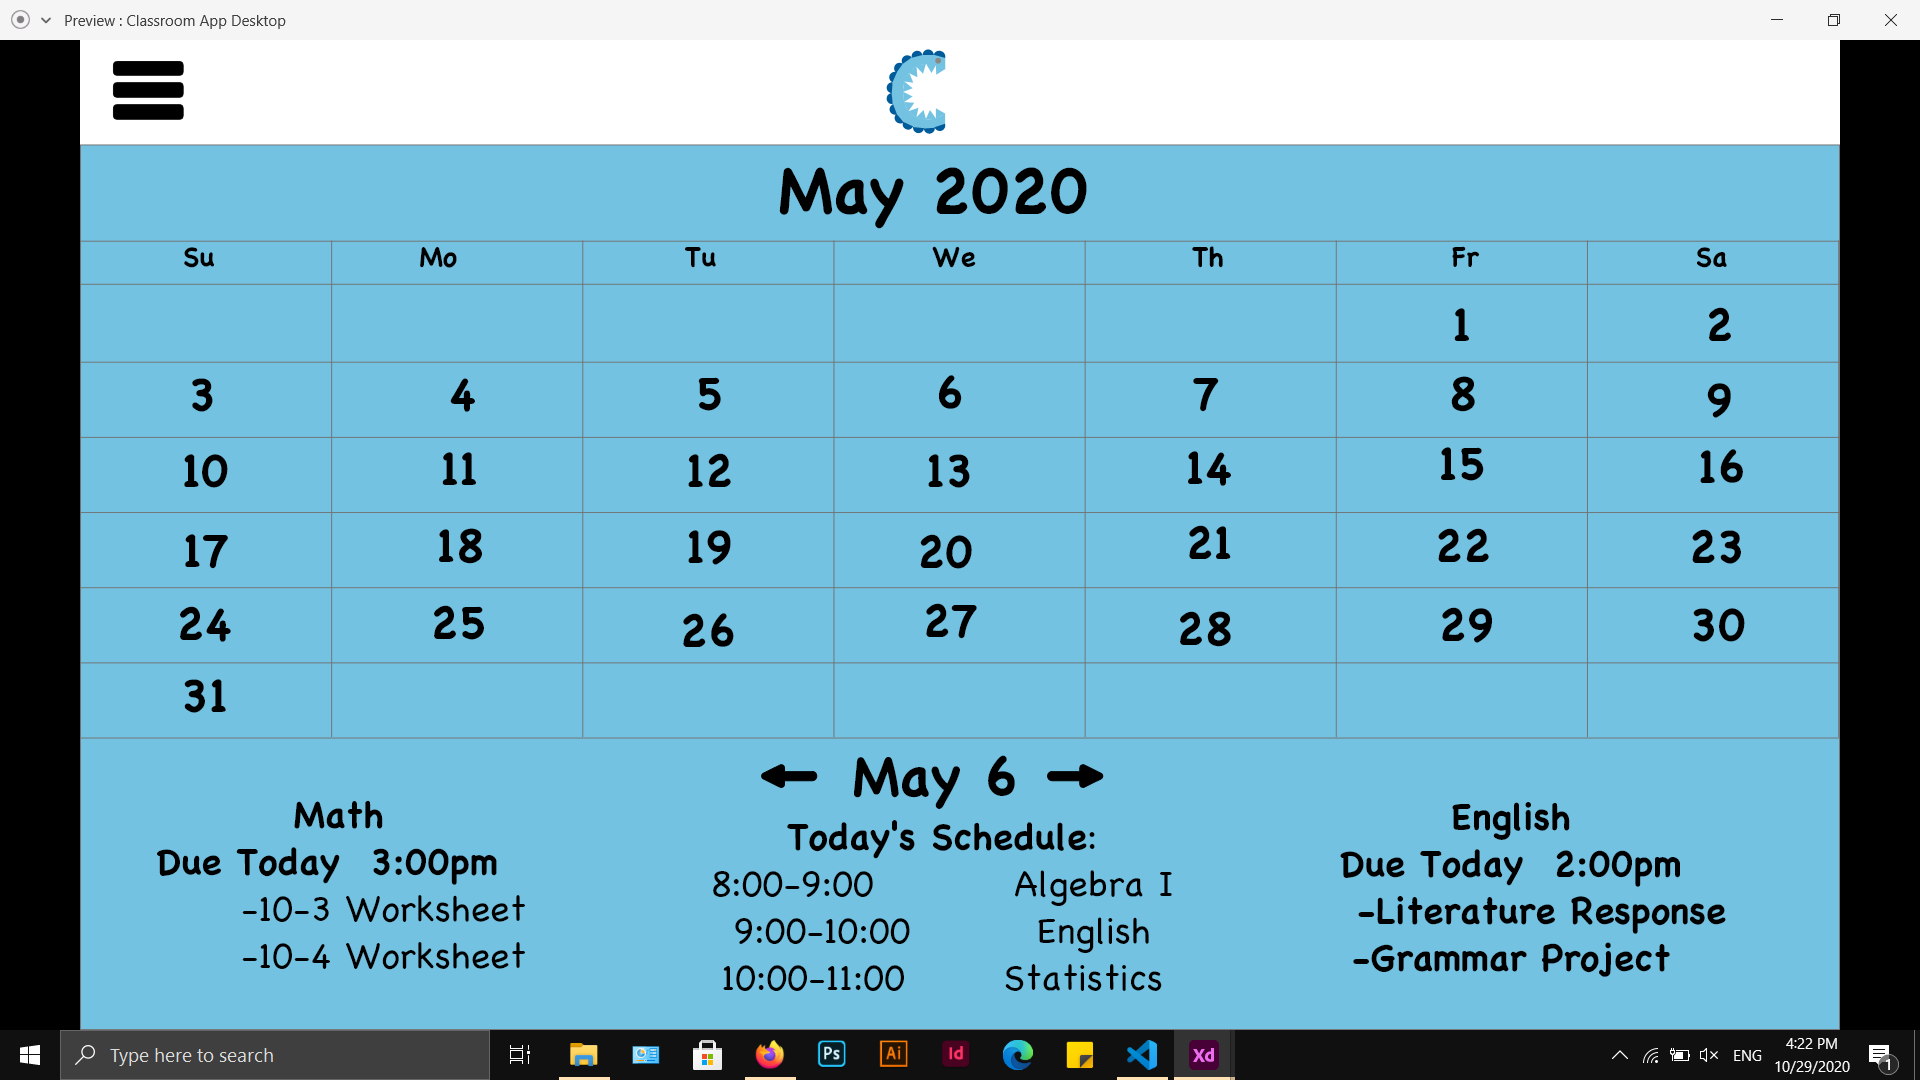 Preview : Classroom App Desktop
May 2020
Su Mo Tu We Th Fr Sa
1 2
3 4 5 6 7 8 9
10 11 12 13 14 15 16
17 18 19 20 21 22 23
24 25 26 27 28 29 30
31
May 6
Math
Due Today 3:00pm
-10-3 Worksheet
-10-4 Worksheet
Today's Schedule:
8:00-9:00 Algebra I
9:00-10:00 English
10:00-11:00 Statistics
English
Due Today 2:00pm
-Literature Response
-Grammar Project
Type here to search
Ps
Ai
Id
Xd
ENG
4:22 PM
10/29/2020
1